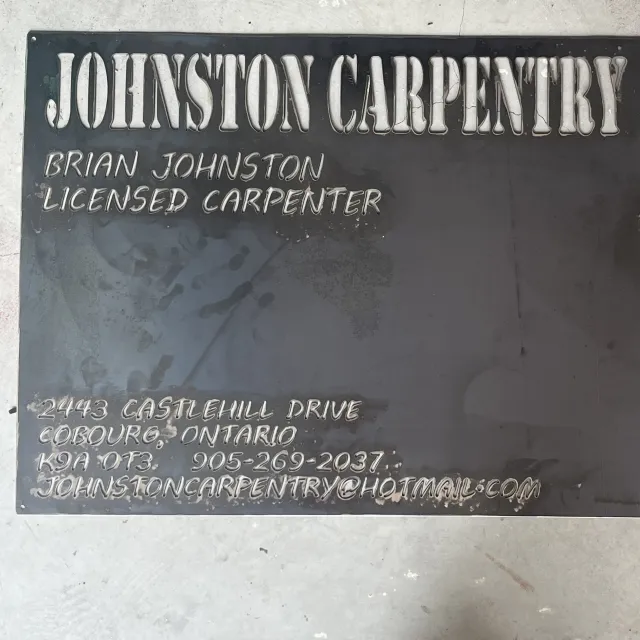 JOHNSTON CARPENTRY
BRIAN JOHNSTON
LICENSED CARPENTER
2443 CASTLEHILL DRIVE
COBOURG, ONTARIO
K9A 0T3 905-269-2037
JOHNSTONCARPENTRY@HOTMAIL.COM